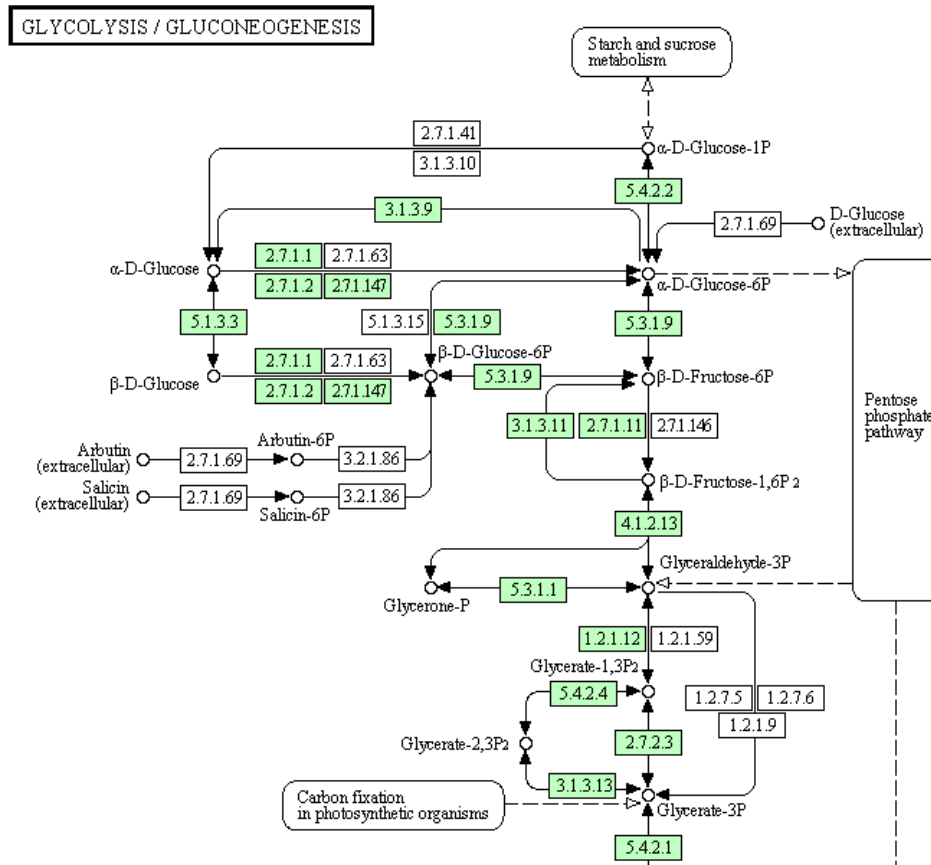 GLYCOLYSIS / GLUCONEOGENESIS
Starch and sucrose
metabolism
2.7.1.41
3.1.3.10
α-D-Glucose-1P
5.4.2.2
3.1.3.9
2.7.1.69
D-Glucose
(extracellular)
α-D-Glucose
2.7.1.1
2.7.1.63
2.7.1.2
2.7.1.147
α-D-Glucose-6P
5.1.3.3
5.1.3.15
5.3.1.9
5.3.1.9
β-D-Glucose-6P
β-D-Glucose
2.7.1.1
2.7.1.63
2.7.1.2
2.7.1.147
5.3.1.9
β-D-Fructose-6P
Pentose
phosphate
pathway
3.1.3.11
2.7.1.11
2.7.1.146
Arbutin
(extracellular)
2.7.1.69
Arbutin-6P
3.2.1.86
β-D-Fructose-1,6P2
Salicin
(extracellular)
2.7.1.69
Salicin-6P
3.2.1.86
4.1.2.13
Glyceraldehyde-3P
5.3.1.1
Glycerone-P
1.2.1.12
1.2.1.59
Glycerate-1,3P2
5.4.2.4
1.2.7.5
1.2.7.6
1.2.1.9
Glycerate-2,3P2
2.7.2.3
3.1.3.13
Carbon fixation
in photosynthetic organisms
Glycerate-3P
5.4.2.1